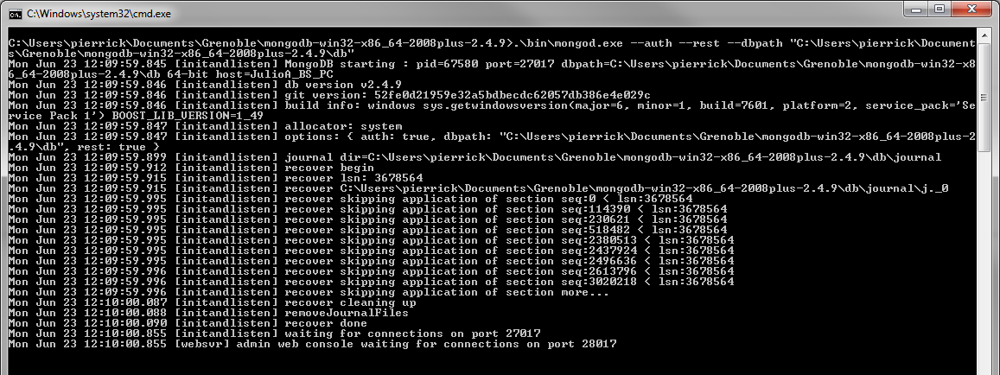 C:\Windows\system32\cmd.exe
C:\Users\pierrick\Documents\Grenoble\mongodb-win32-x86_64-2008plus-2.4.9>.\bin\mongod.exe --auth --rest --dbpath "C:\Users\pierrick\Document
s\Grenoble\mongodb-win32-x86_64-2008plus-2.4.9\db"
Mon Jun 23 12:09:59.845 [initandlisten] MongoDB starting : pid=67580 port=27017 dbpath=C:\Users\pierrick\Documents\Grenoble\mongodb-win32-x8
6_64-2008plus-2.4.9\db 64-bit host=JulioA_BS_PC
Mon Jun 23 12:09:59.846 [initandlisten] db version v2.4.9
Mon Jun 23 12:09:59.846 [initandlisten] git version: 52fe0d21959e32a5bdbecdc62057db386e4e029c
Mon Jun 23 12:09:59.846 [initandlisten] build info: windows sys.getwindowsversion(major=6, minor=1, build=7601, platform=2, service_pack='Se
rvice Pack 1') BOOST_LIB_VERSION=1_49
Mon Jun 23 12:09:59.847 [initandlisten] allocator: system
Mon Jun 23 12:09:59.847 [initandlisten] options: { auth: true, dbpath: "C:\Users\pierrick\Documents\Grenoble\mongodb-win32-x86_64-2008plus-2
.4.9\db", rest: true }
Mon Jun 23 12:09:59.899 [initandlisten] journal dir=C:\Users\pierrick\Documents\Grenoble\mongodb-win32-x86_64-2008plus-2.4.9\db\journal
Mon Jun 23 12:09:59.912 [initandlisten] recover begin
Mon Jun 23 12:09:59.915 [initandlisten] recover lsn: 3678564
Mon Jun 23 12:09:59.915 [initandlisten] recover C:\Users\pierrick\Documents\Grenoble\mongodb-win32-x86_64-2008plus-2.4.9\db\journal\j._0
Mon Jun 23 12:09:59.995 [initandlisten] recover skipping application of section seq:0 < lsn:3678564
Mon Jun 23 12:09:59.995 [initandlisten] recover skipping application of section seq:114390 < lsn:3678564
Mon Jun 23 12:09:59.995 [initandlisten] recover skipping application of section seq:230621 < lsn:3678564
Mon Jun 23 12:09:59.995 [initandlisten] recover skipping application of section seq:518482 < lsn:3678564
Mon Jun 23 12:09:59.995 [initandlisten] recover skipping application of section seq:2380513 < lsn:3678564
Mon Jun 23 12:09:59.995 [initandlisten] recover skipping application of section seq:2437924 < lsn:3678564
Mon Jun 23 12:09:59.995 [initandlisten] recover skipping application of section seq:2496636 < lsn:3678564
Mon Jun 23 12:09:59.996 [initandlisten] recover skipping application of section seq:2613796 < lsn:3678564
Mon Jun 23 12:09:59.996 [initandlisten] recover skipping application of section seq:3020218 < lsn:3678564
Mon Jun 23 12:09:59.996 [initandlisten] recover skipping application of section more...
Mon Jun 23 12:10:00.087 [initandlisten] recover cleaning up
Mon Jun 23 12:10:00.088 [initandlisten] removeJournalFiles
Mon Jun 23 12:10:00.090 [initandlisten] recover done
Mon Jun 23 12:10:00.855 [initandlisten] waiting for connections on port 27017
Mon Jun 23 12:10:00.855 [websvr] admin web console waiting for connections on port 28017